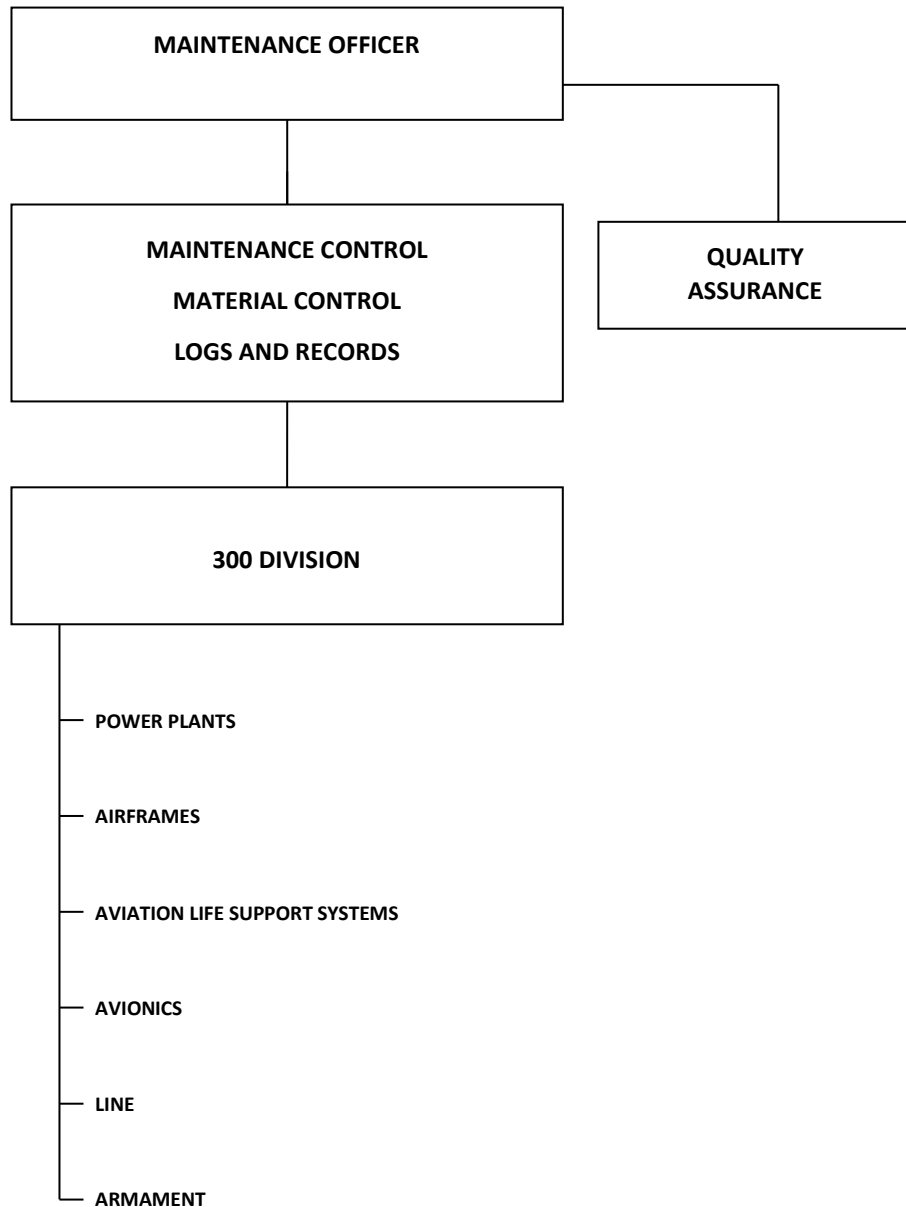 MAINTENANCE OFFICER
MAINTENANCE CONTROL
MATERIAL CONTROL
LOGS AND RECORDS
QUALITY
ASSURANCE
300 DIVISION
POWER PLANTS
AIRFRAMES
AVIATION LIFE SUPPORT SYSTEMS
AVIONICS
LINE
ARMAMENT